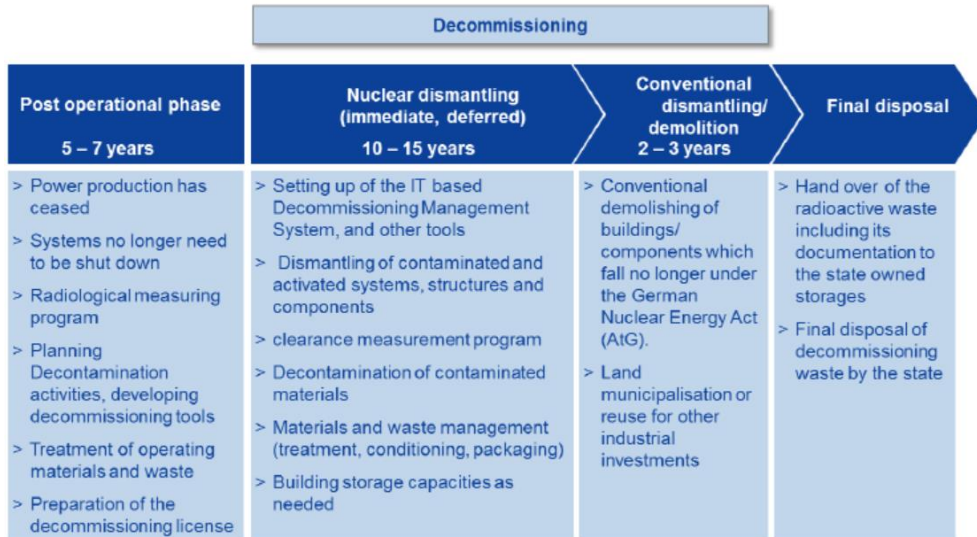 Decommissioning
Post operational phase
5 – 7 years
Nuclear dismantling
(immediate, deferred)
10 – 15 years
Conventional
dismantling/
demolition
2 – 3 years
Final disposal
> Power production has
ceased
> Systems no longer need
to be shut down
> Radiological measuring
program
> Planning
Decontamination
activities, developing
decommissioning tools
> Treatment of operating
materials and waste
> Preparation of the
decommissioning license
> Setting up of the IT based
Decommissioning Management
System, and other tools
> Dismantling of contaminated and
activated systems, structures and
components
> clearance measurement program
> Decontamination of contaminated
materials
> Materials and waste management
(treatment, conditioning, packaging)
> Building storage capacities as
needed
> Conventional
demolishing of
buildings/
components which
fall no longer under
the German
Nuclear Energy Act
(AtG).
> Land
municipalisation or
reuse for other
industrial
investments
> Hand over of the
radioactive waste
including its
documentation to
the state owned
storages
> Final disposal of
decommissioning
waste by the state